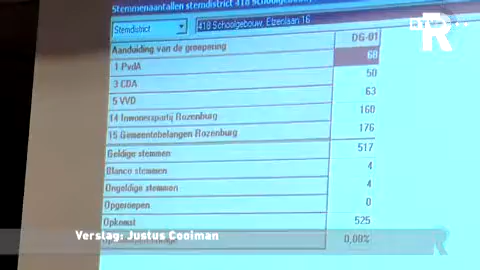 Stemmenaantallen stemdistrict 418 Schoolgebouw,
Stemdistrict 418 Schoolgebouw, Elzenlaan 16
Aanduiding van de groepering DG-01
1 PvdA 68
3 CDA 50
5 VVD 63
14 Inwonerspartij Rozenburg 160
15 Gemeentebelangen Rozenburg 176
Geldige stemmen 517
Blanco stemmen 4
Ongeldige stemmen 4
Opgeroepen 0
Opkomst 525
0,00%
Verslag: Justus Cooiman
R